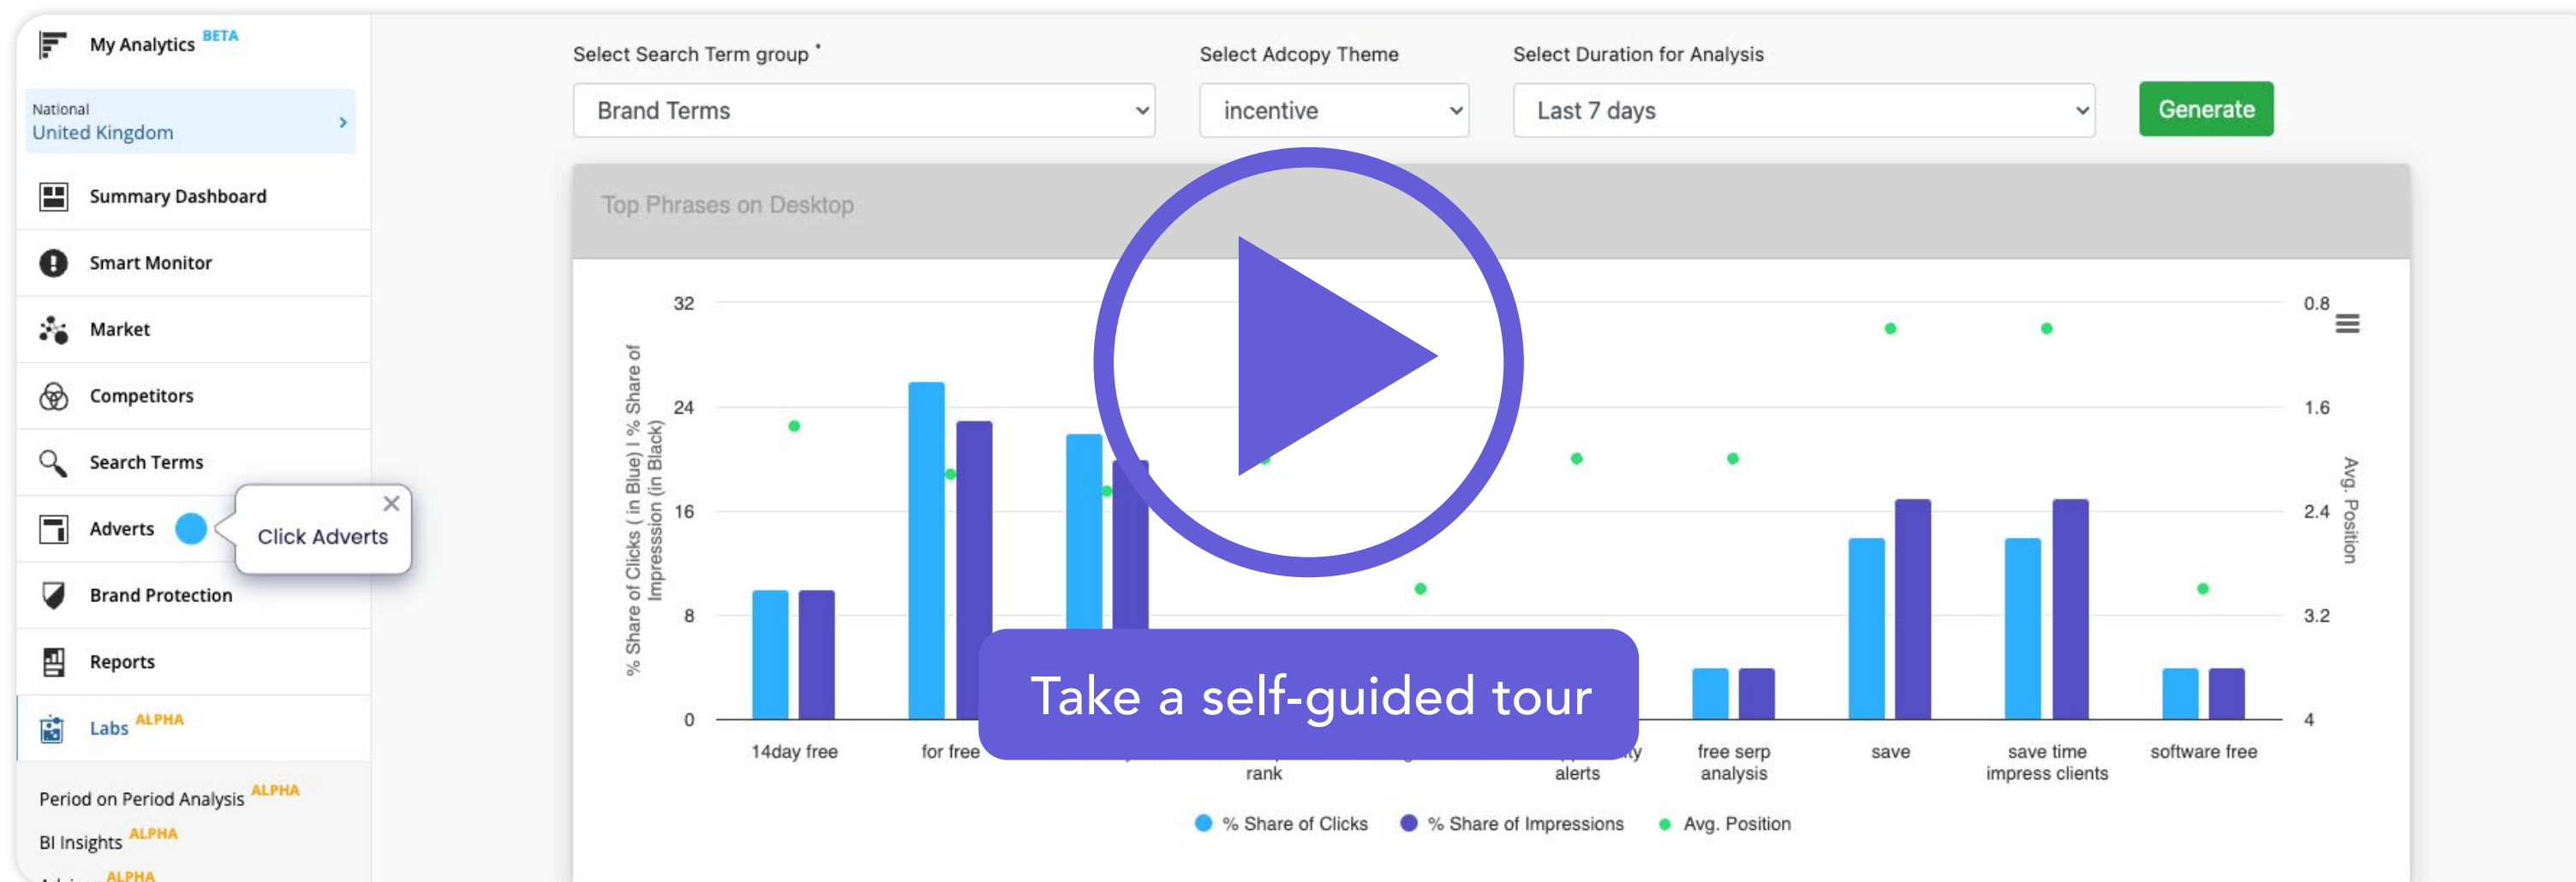 My Analytics BETA
National
United Kingdom
Summary Dashboard
Smart Monitor
Market
Competitors
Search Terms
Adverts
Click Adverts
Brand Protection
Reports
Labs ALPHA
Period on Period Analysis ALPHA
BI Insights ALPHA
ALPHA
Select Search Term group *
Brand Terms
Select Adcopy Theme
incentive
Select Duration for Analysis
Last 7 days
Generate
Top Phrases on Desktop
% Share of Clicks ( in Blue) | % Share of
Impresssion (in Black)
32
24
16
8
0
0.8
1.6
2.4
3.2
4
Avg. Position
Take a self-guided tour
14day free
for free
rank
alerts
free serp
analysis
save
save time
impress clients
software free
% Share of Clicks
% Share of Impressions
Avg. Position